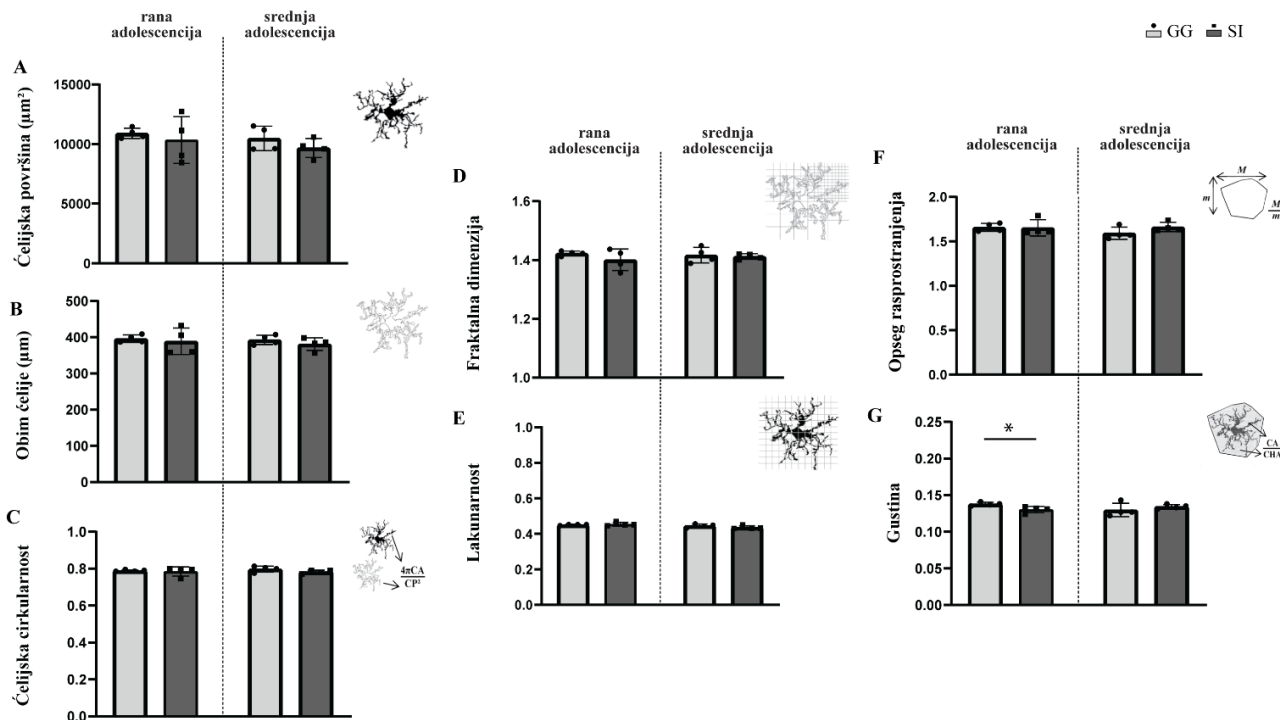 rana
adolescencija
srednja
adolescencija
GG SI
A
Ćelijska površina (µm²)
15000
10000
5000
0
B
Obim ćelije (µm)
500
400
300
200
100
0
C
Ćelijska cirkularnost
1.0
0.8
0.6
0.4
0.2
0.0
4πCA
CP²
rana
adolescencija
srednja
adolescencija
D
Fraktalna dimenzija
1.6
1.4
1.2
1.0
E
Lakunarnost
1.0
0.8
0.6
0.4
0.2
0.0
rana
adolescencija
srednja
adolescencija
F
Opseg rasprostranjenja
2.0
1.5
1.0
0.5
0.0
M
m
M
m
G
Gustina
0.25
0.20
0.15
0.10
0.05
0.00
*
CA
CHA